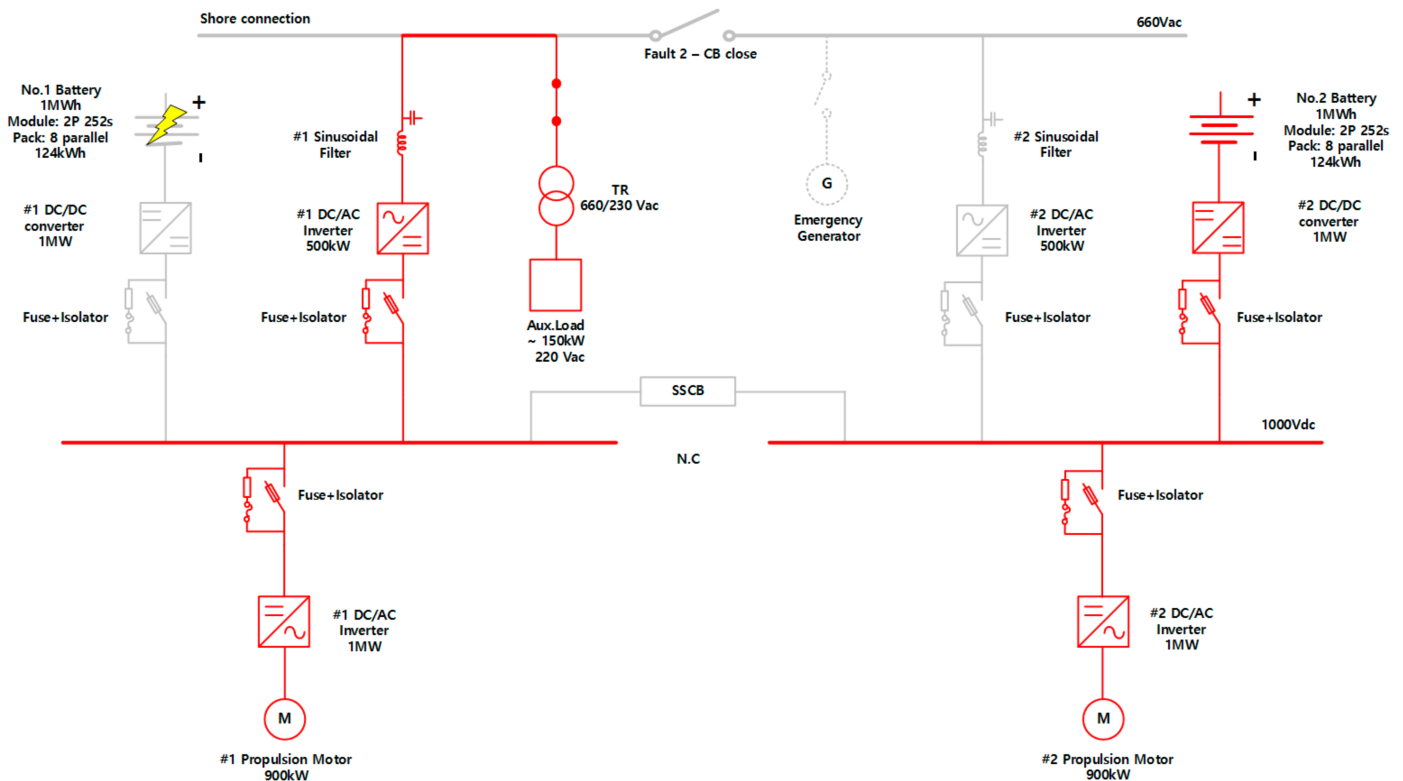 Shore connection
660Vac
Fault 2 – CB close
No.1 Battery
1MWh
Module: 2P 252s
Pack: 8 parallel
124kWh
+
-
#1 Sinusoidal
Filter
TR
660/230 Vac
#1 DC/DC
converter
1MW
#1 DC/AC
Inverter
500kW
Fuse+Isolator
Fuse+Isolator
Aux.Load
~ 150kW
220 Vac
G
Emergency
Generator
#2 Sinusoidal
Filter
#2 DC/AC
Inverter
500kW
Fuse+Isolator
+
-
No.2 Battery
1MWh
Module: 2P 252s
Pack: 8 parallel
124kWh
#2 DC/DC
converter
1MW
Fuse+Isolator
SSCB
N.C
1000Vdc
Fuse+Isolator
#1 DC/AC
Inverter
1MW
M
#1 Propulsion Motor
900kW
Fuse+Isolator
#2 DC/AC
Inverter
1MW
M
#2 Propulsion Motor
900kW